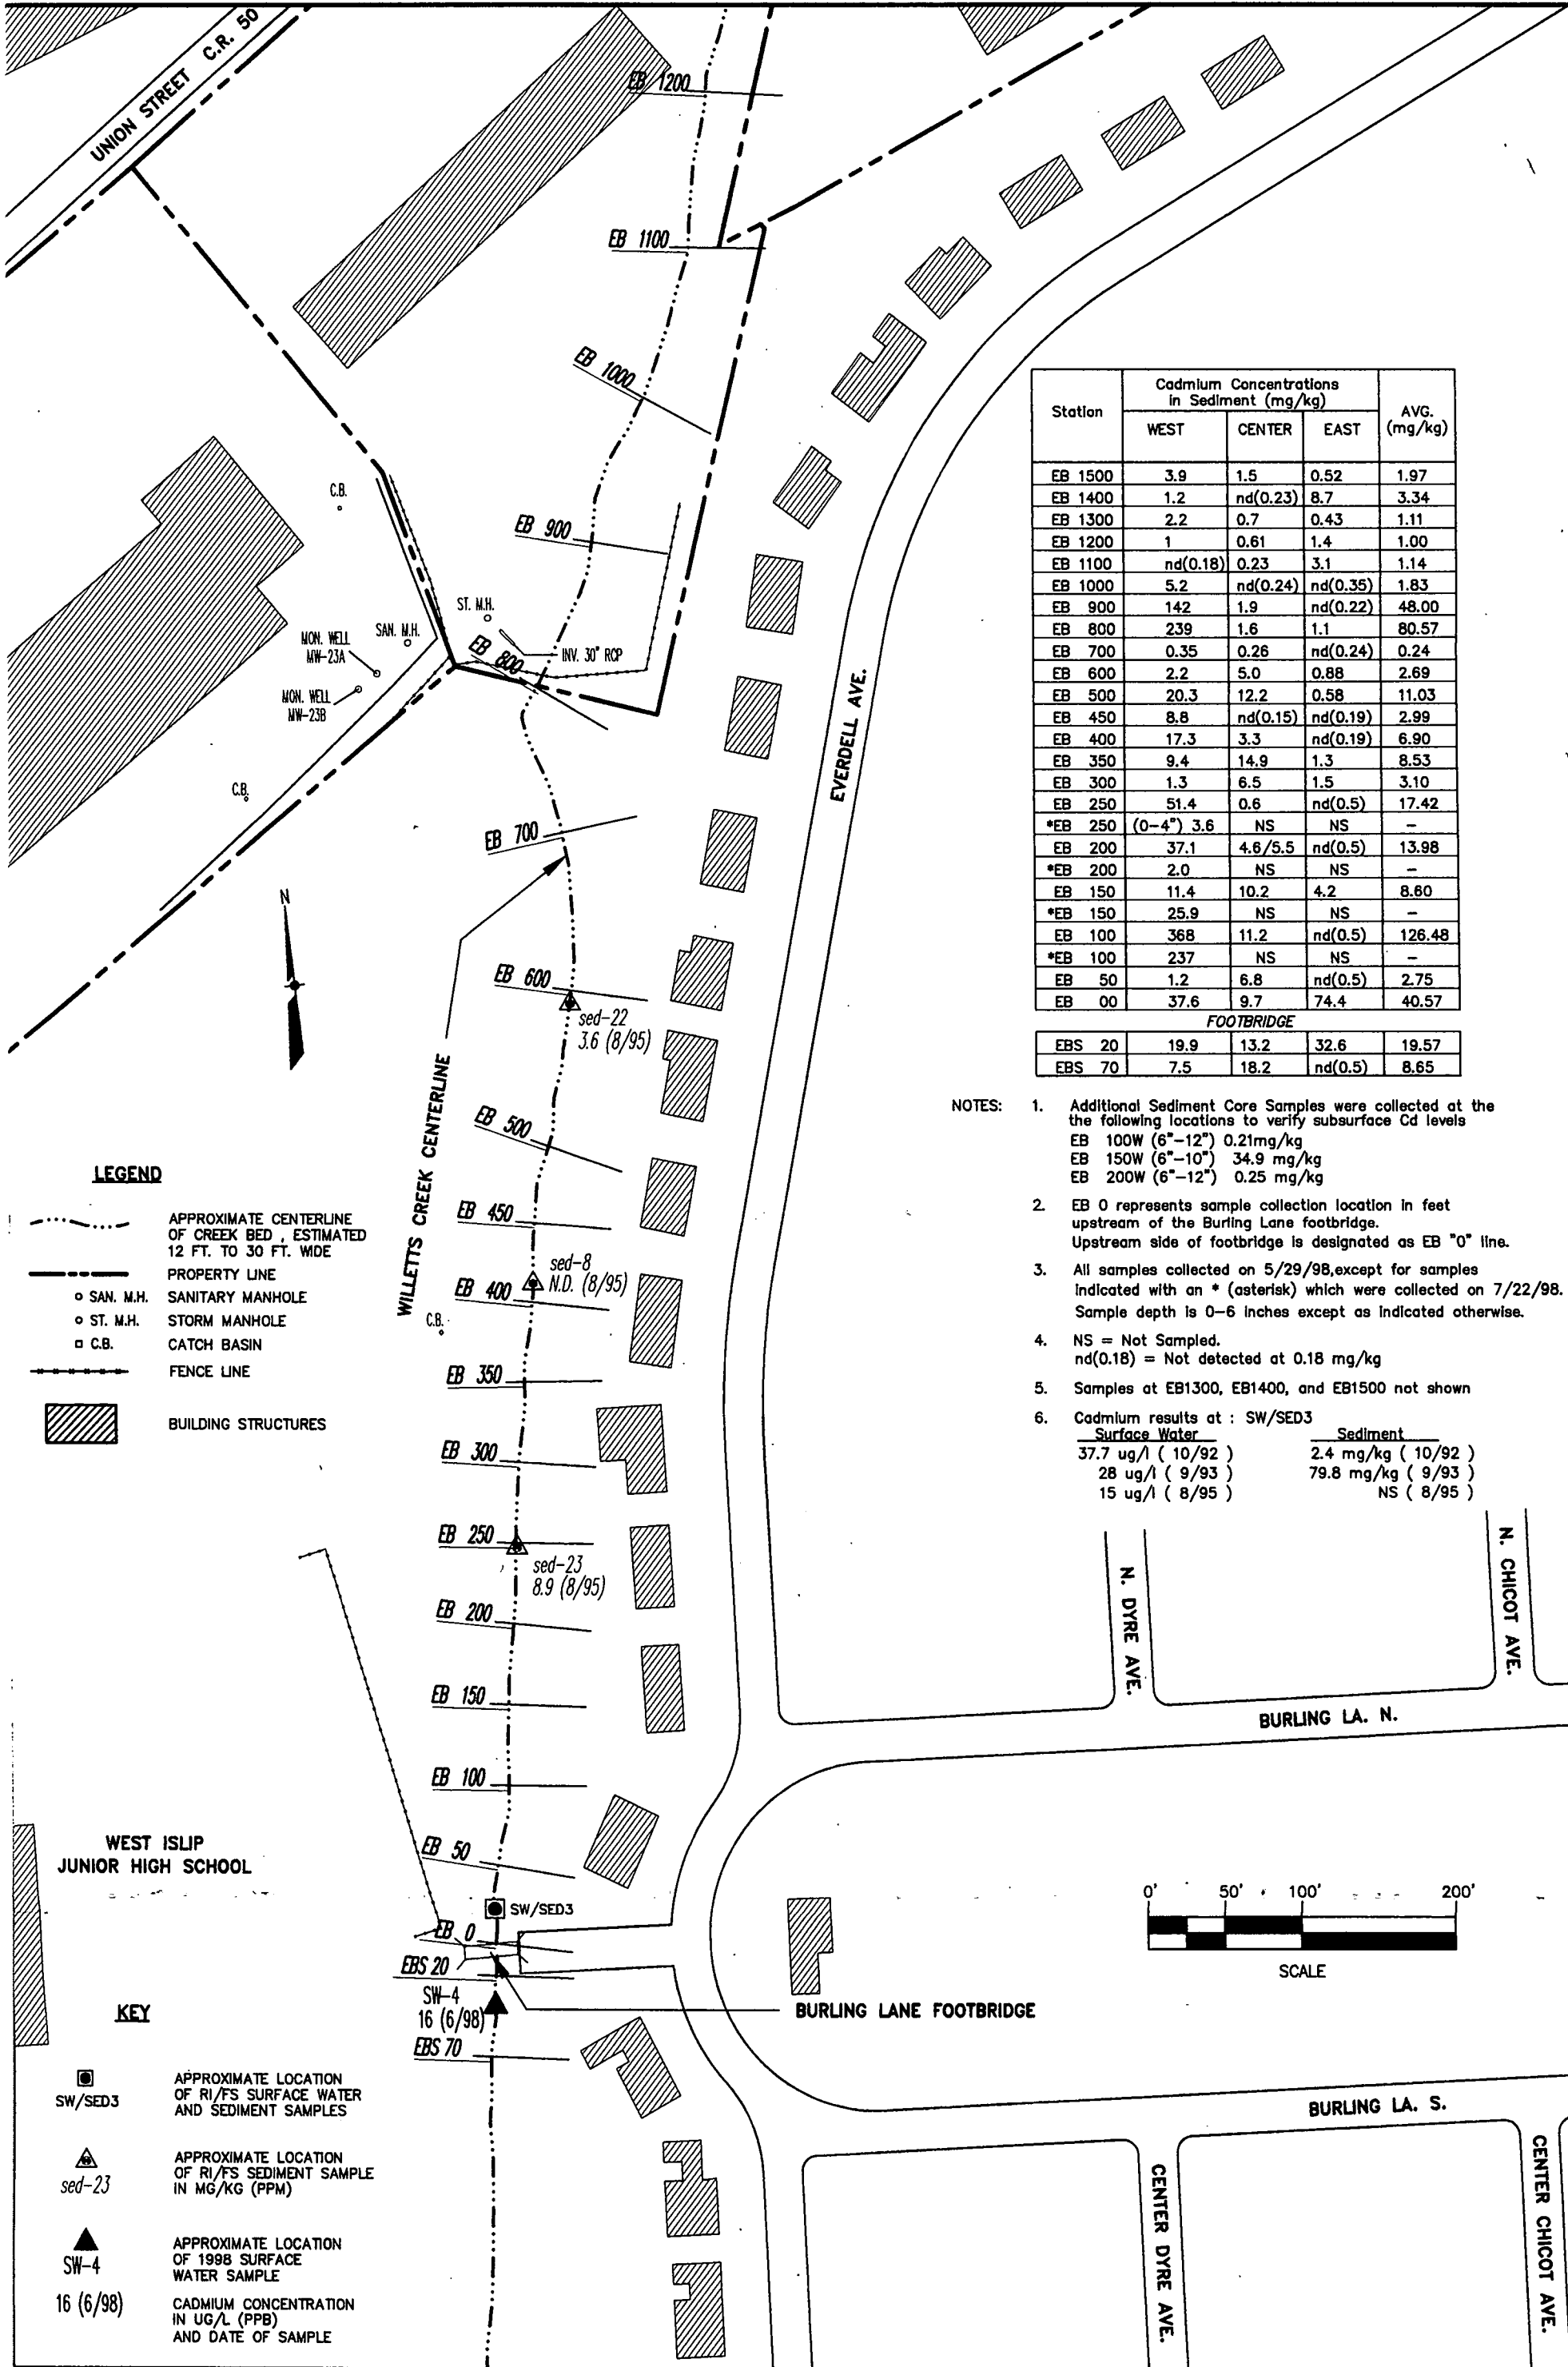 UNION STREET C.R. 50
EB 1200
EB 1100
EB 1000
EB 900
C.B.
ST. M.H.
SAN. M.H.
MON. WELL
MW-23A
MON. WELL
MW-23B
EB 800
INV. 30" RCP
C.B.
EB 700
N
EVERDELL AVE.
Station
Cadmium Concentrations
in Sediment (mg/kg)
AVG.
(mg/kg)
WEST CENTER EAST
EB 1500 3.9 1.5 0.52 1.97
EB 1400 1.2 nd(0.23) 8.7 3.34
EB 1300 2.2 0.7 0.43 1.11
EB 1200 1 0.61 1.4 1.00
EB 1100 nd(0.18) 0.23 3.1 1.14
EB 1000 5.2 nd(0.24) nd(0.35) 1.83
EB 900 142 1.9 nd(0.22) 48.00
EB 800 239 1.6 1.1 80.57
EB 700 0.35 0.26 nd(0.24) 0.24
EB 600 2.2 5.0 0.88 2.69
EB 500 20.3 12.2 0.58 11.03
EB 450 8.8 nd(0.15) nd(0.19) 2.99
EB 400 17.3 3.3 nd(0.19) 6.90
EB 350 9.4 14.9 1.3 8.53
EB 300 1.3 6.5 1.5 3.10
EB 250 51.4 0.6 nd(0.5) 17.42
*EB 250 (0-4") 3.6 NS NS -
EB 200 37.1 4.6/5.5 nd(0.5) 13.98
*EB 200 2.0 NS NS -
EB 150 11.4 10.2 4.2 8.60
*EB 150 25.9 NS NS -
EB 100 368 11.2 nd(0.5) 126.48
*EB 100 237 NS NS -
EB 50 1.2 6.8 nd(0.5) 2.75
EB 00 37.6 9.7 74.4 40.57
FOOTBRIDGE
EBS 20 19.9 13.2 32.6 19.57
EBS 70 7.5 18.2 nd(0.5) 8.65
NOTES: 1. Additional Sediment Core Samples were collected at the
the following locations to verify subsurface Cd levels
EB 100W (6"-12") 0.21mg/kg
EB 150W (6"-10") 34.9 mg/kg
EB 200W (6"-12") 0.25 mg/kg
2. EB 0 represents sample collection location in feet
upstream of the Burling Lane footbridge.
Upstream side of footbridge is designated as EB "0" line.
3. All samples collected on 5/29/98,except for samples
indicated with an * (asterisk) which were collected on 7/22/98.
Sample depth is 0-6 inches except as indicated otherwise.
4. NS = Not Sampled.
nd(0.18) = Not detected at 0.18 mg/kg
5. Samples at EB1300, EB1400, and EB1500 not shown
6. Cadmium results at : SW/SED3
Surface Water Sediment
37.7 ug/l ( 10/92 ) 2.4 mg/kg ( 10/92 )
28 ug/l ( 9/93 ) 79.8 mg/kg ( 9/93 )
15 ug/l ( 8/95 ) NS ( 8/95 )
EB 600
sed-22
3.6 (8/95)
WILLETTS CREEK CENTERLINE
EB 500
EB 450
sed-8
N.D. (8/95)
EB 400
C.B.
EB 350
EB 300
EB 250
sed-23
8.9 (8/95)
EB 200
EB 150
EB 100
EB 50
SW/SED3
EB 0
EBS 20
SW-4
16 (6/98)
EBS 70
BURLING LANE FOOTBRIDGE
LEGEND
APPROXIMATE CENTERLINE
OF CREEK BED , ESTIMATED
12 FT. TO 30 FT. WIDE
PROPERTY LINE
SAN. M.H. SANITARY MANHOLE
ST. M.H. STORM MANHOLE
C.B. CATCH BASIN
FENCE LINE
BUILDING STRUCTURES
WEST ISLIP
JUNIOR HIGH SCHOOL
N. DYRE AVE.
N. CHICOT AVE.
BURLING LA. N.
0' 50' 100' 200'
SCALE
BURLING LA. S.
CENTER DYRE AVE.
CENTER CHICOT AVE.
KEY
SW/SED3
APPROXIMATE LOCATION
OF RI/FS SURFACE WATER
AND SEDIMENT SAMPLES
sed-23
APPROXIMATE LOCATION
OF RI/FS SEDIMENT SAMPLE
IN MG/KG (PPM)
SW-4
APPROXIMATE LOCATION
OF 1998 SURFACE
WATER SAMPLE
16 (6/98)
CADMIUM CONCENTRATION
IN UG/L (PPB)
AND DATE OF SAMPLE